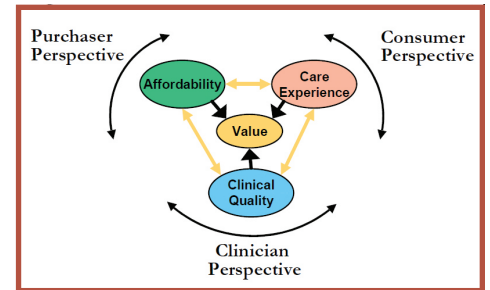 Purchaser
Perspective
Consumer
Perspective
Affordability
Care
Experience
Value
Clinical
Quality
Clinician
Perspective